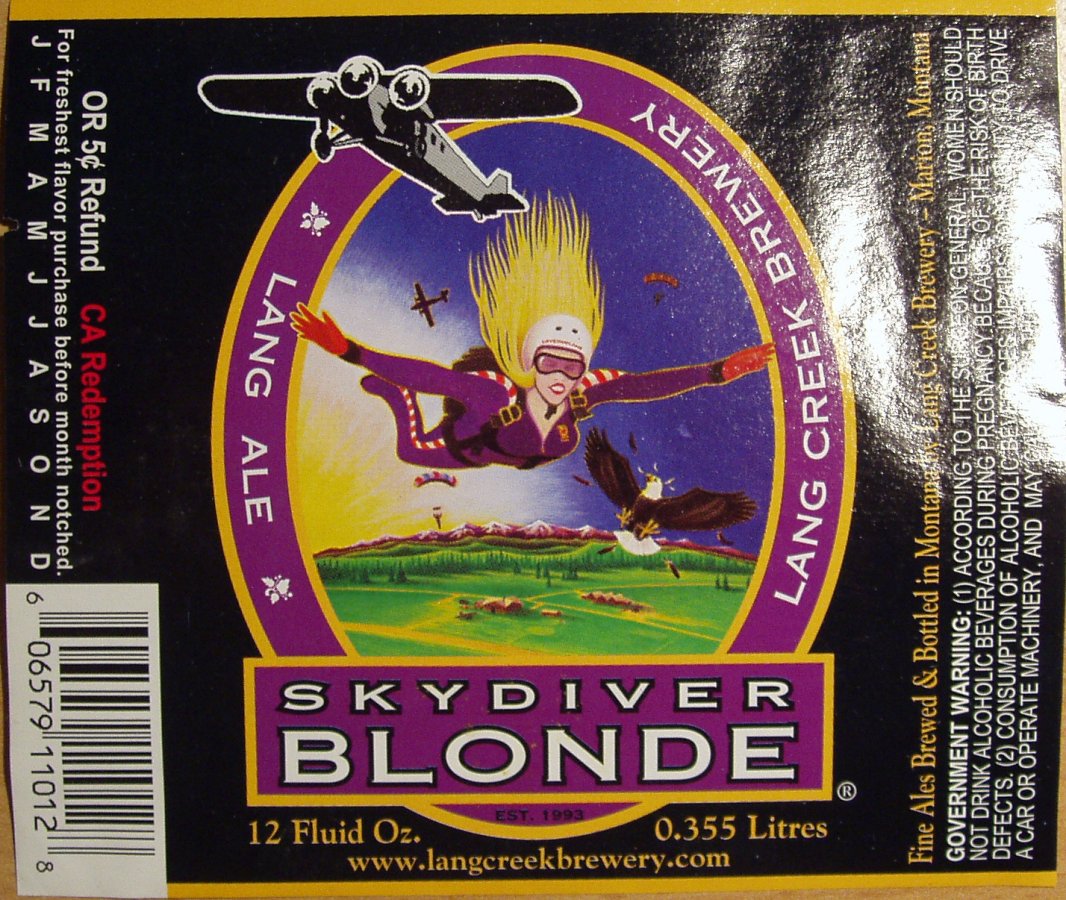 OR 5¢ Refund CA Redemption
For freshest flavor purchase before month notched.
J F M A M J J A S O N D
6 06579 11012 8
LANG ALE
LANG CREEK BREWERY
SKYDIVER
BLONDE
®
EST. 1993
12 Fluid Oz.
0.355 Litres
www.langcreekbrewery.com
Fine Ales Brewed & Bottled in Montana by Lang Creek Brewery - Marion, Montana
GOVERNMENT WARNING: (1) ACCORDING TO THE SURGEON GENERAL, WOMEN SHOULD
NOT DRINK ALCOHOLIC BEVERAGES DURING PREGNANCY BECAUSE OF THE RISK OF BIRTH
DEFECTS. (2) CONSUMPTION OF ALCOHOLIC BEVERAGES IMPAIRS YOUR ABILITY TO DRIVE
A CAR OR OPERATE MACHINERY, AND MAY